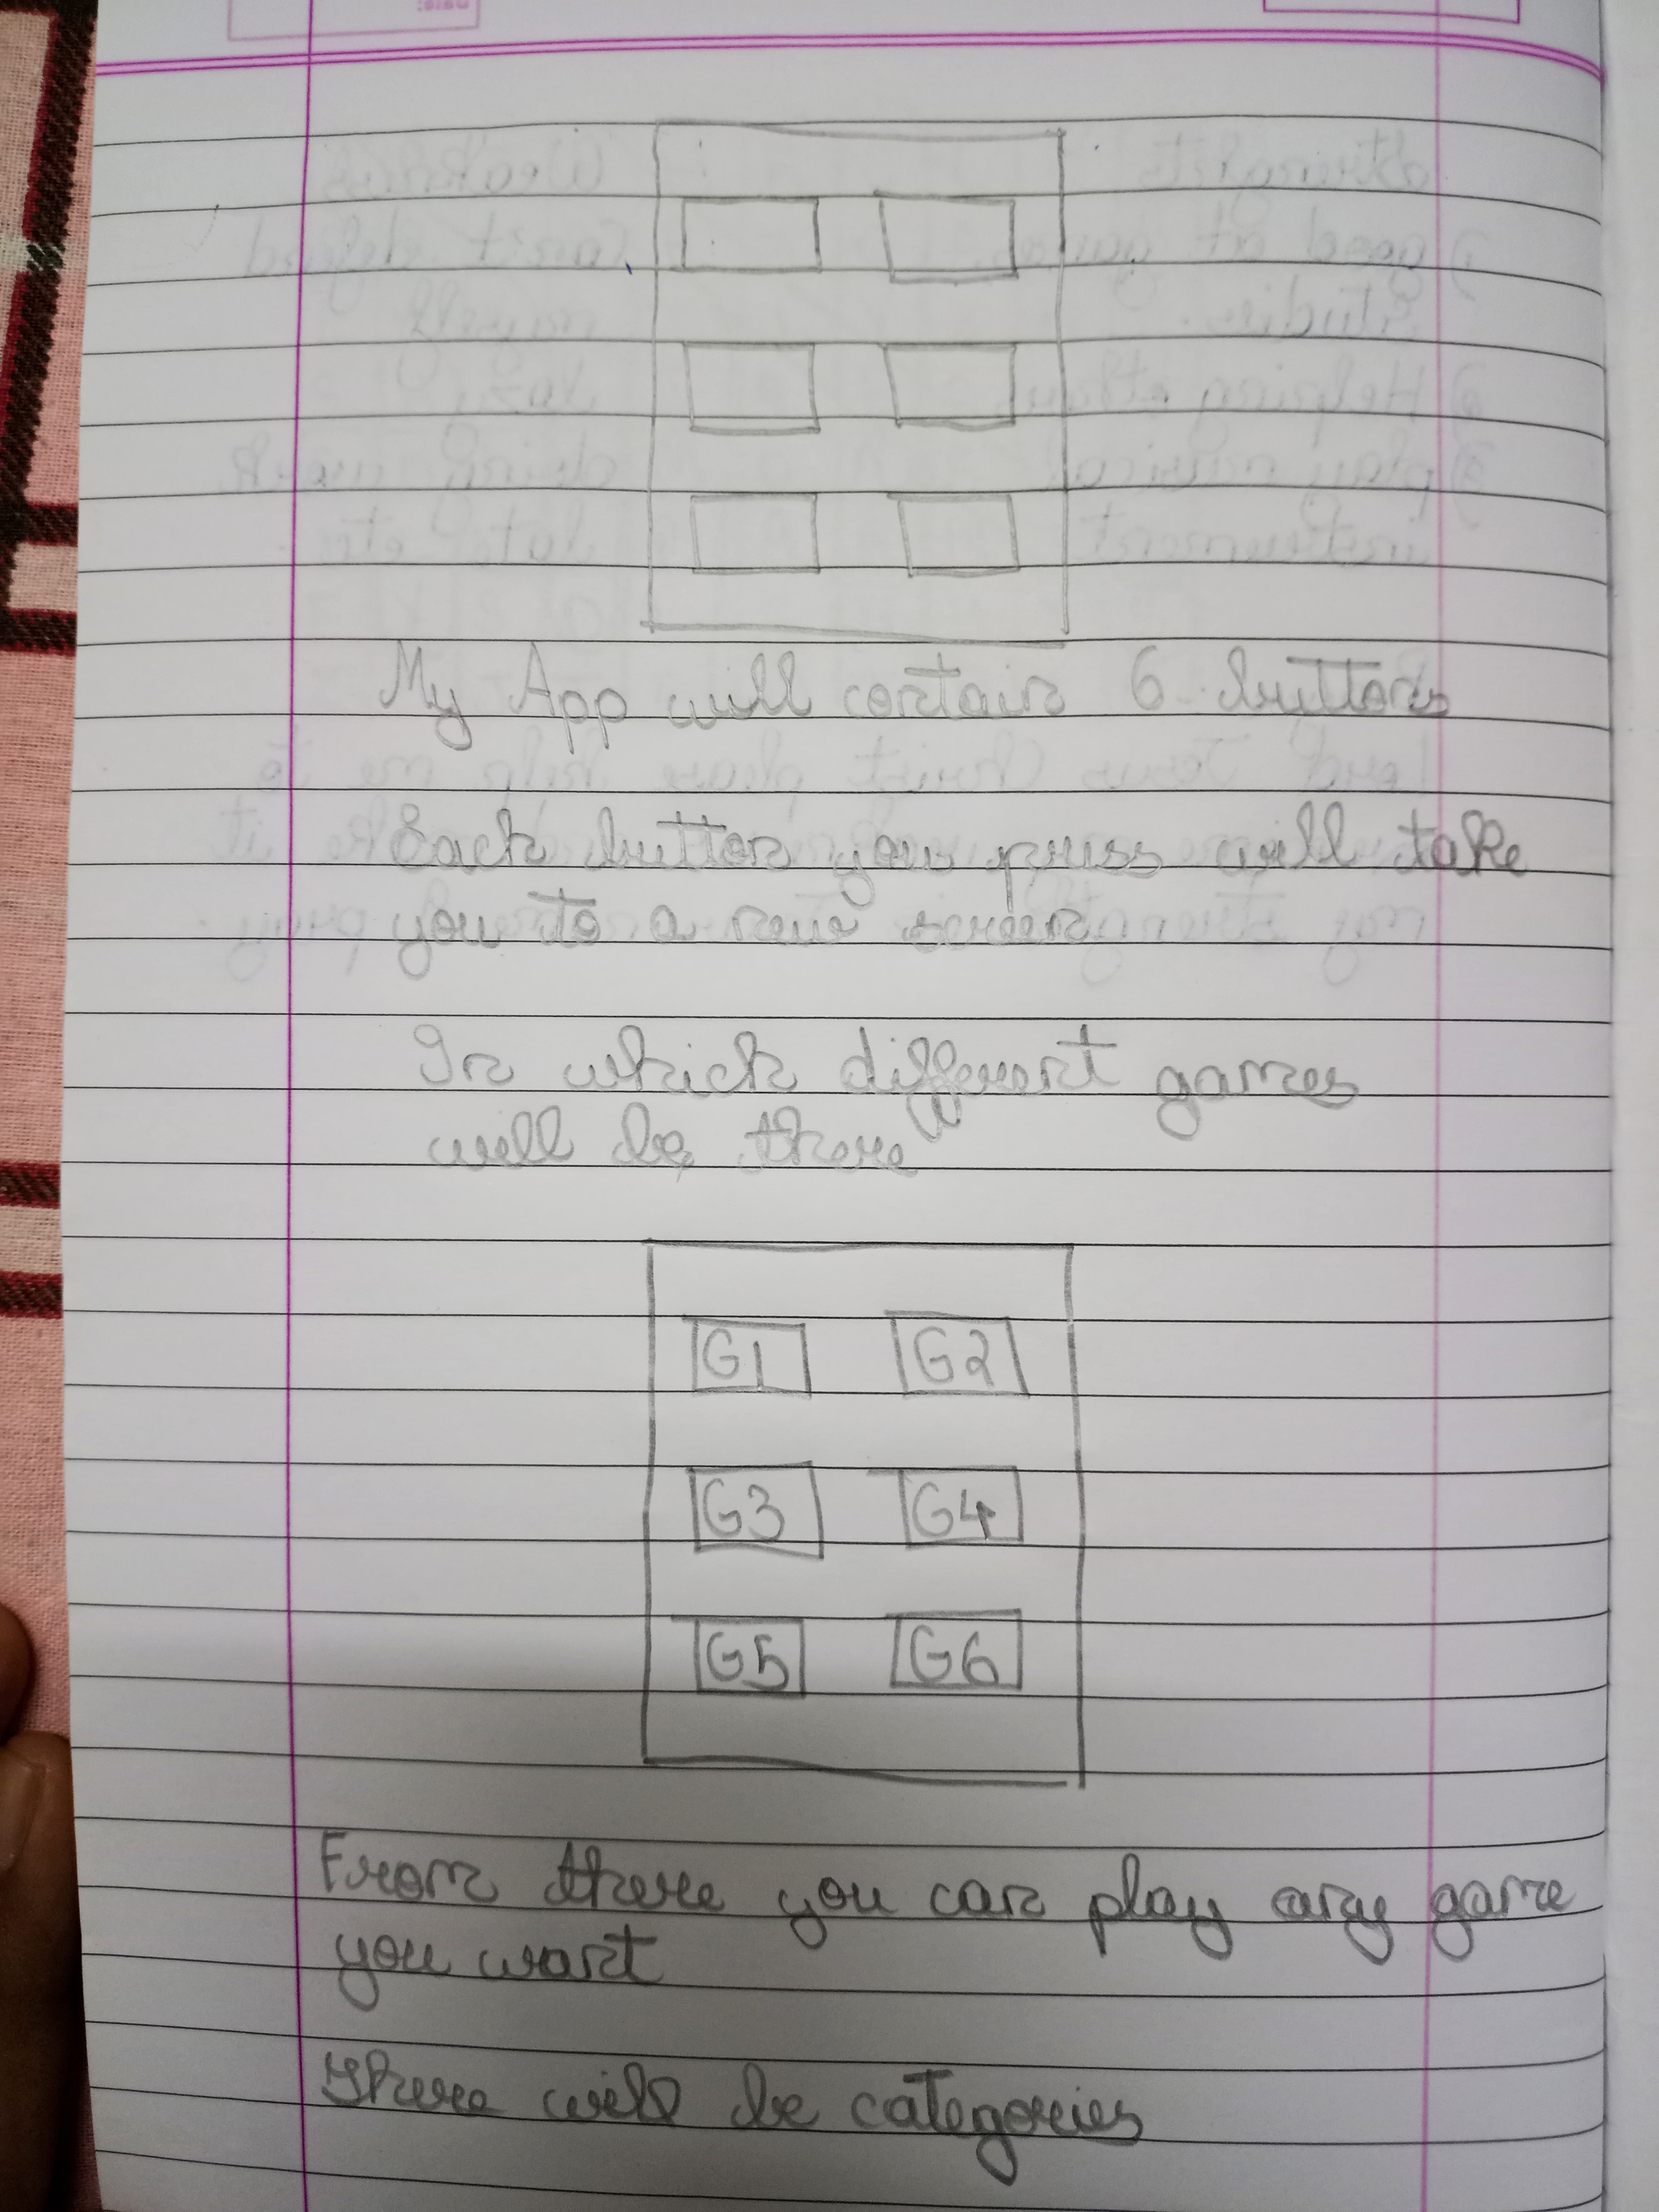 My App will contain 6 buttons
Each button you press will take
you to a new screen
In which different games
will be there
G1 G2
G3 G4
G5 G6
From there you can play any game
you want
There will be categories